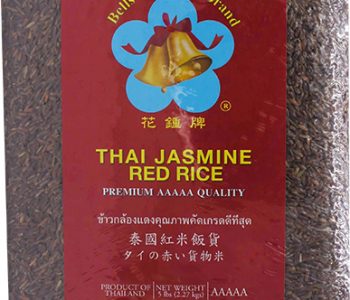 Brand
®
花鐘牌
THAI JASMINE
RED RICE
PREMIUM AAAAA QUALITY
ข้าวกล้องแดงคุณภาพคัดเกรดดีที่สุด
泰國紅米飯貨
タイの赤い貨物米
PRODUCT OF
THAILAND
NET WEIGHT
5 lbs (2.27 kgs)
AAAAA